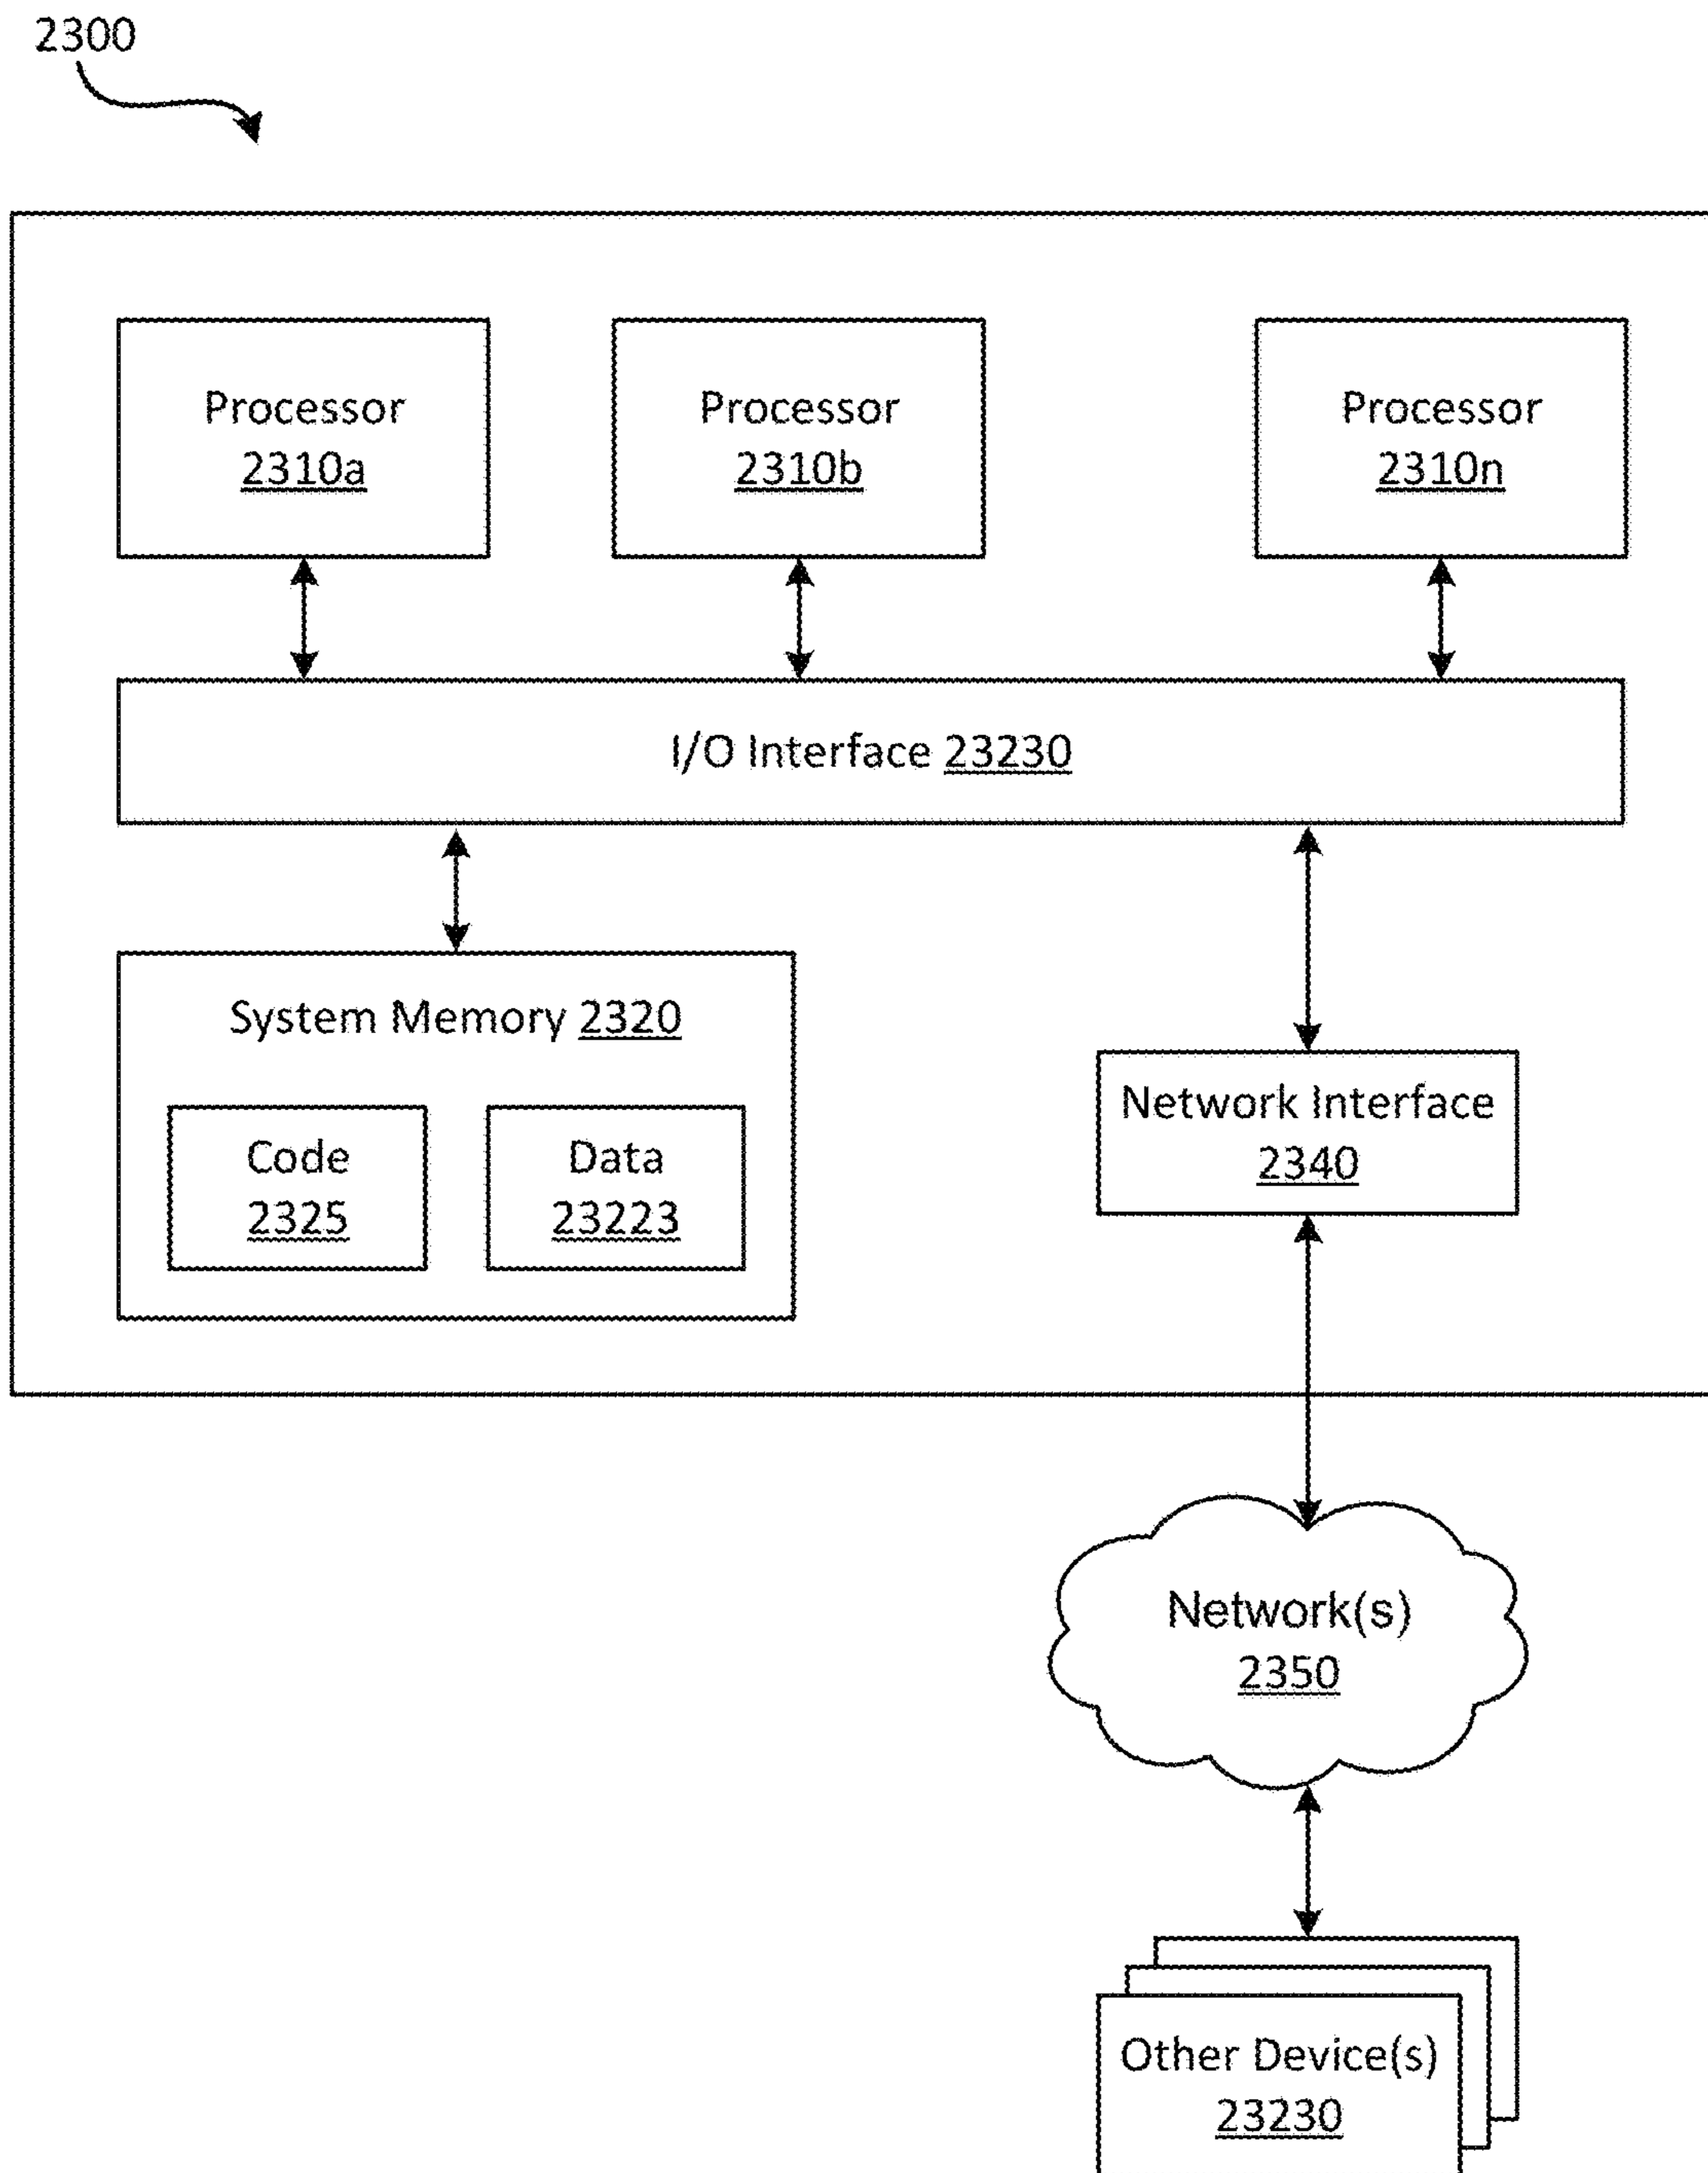 2300
Processor
2310a
Processor
2310b
Processor
2310n
I/O Interface 23230
System Memory 2320
Code
2325
Data
23223
Network Interface
2340
Network(s)
2350
Other Device(s)
23230